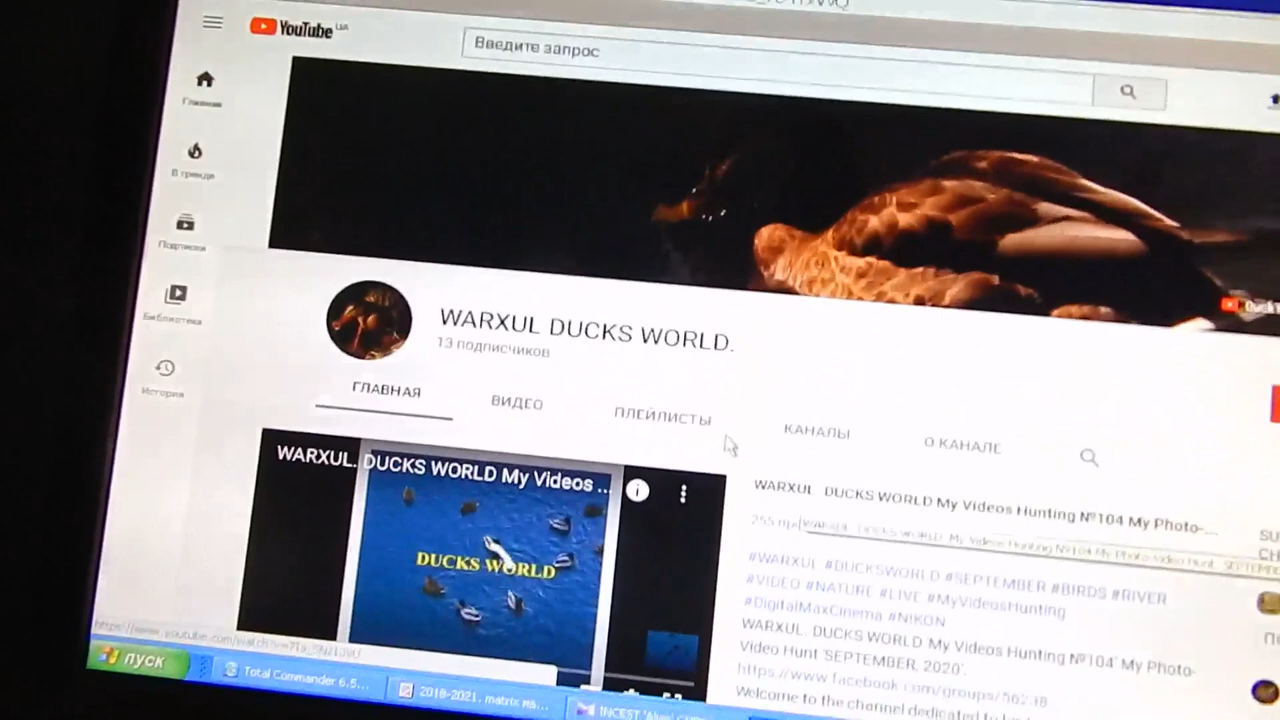 YouTube UA
Введите запрос
Главная
В тренде
Подписки
Библиотека
История
WARXUL DUCKS WORLD.
13 подписчиков
ГЛАВНАЯ
ВИДЕО
ПЛЕЙЛИСТЫ
КАНАЛЫ
О КАНАЛЕ
WARXUL. DUCKS WORLD My Videos ...
DUCKS WORLD
WARXUL DUCKS WORLD My Videos Hunting №104 My Photo-...
#WARXUL #DUCKSWORLD #SEPTEMBER #BIRDS #RIVER
#VIDEO #NATURE #LIVE #MyVideosHunting
#DigitalMaxCinema #NIKON
WARXUL. DUCKS WORLD 'My Videos Hunting №104' My Photo-
Video Hunt 'SEPTEMBER, 2020'.
https://www.facebook.com/groups/
Welcome to the channel dedicated to
пуск
Total Commander 6.5...
2018-2021. matrix